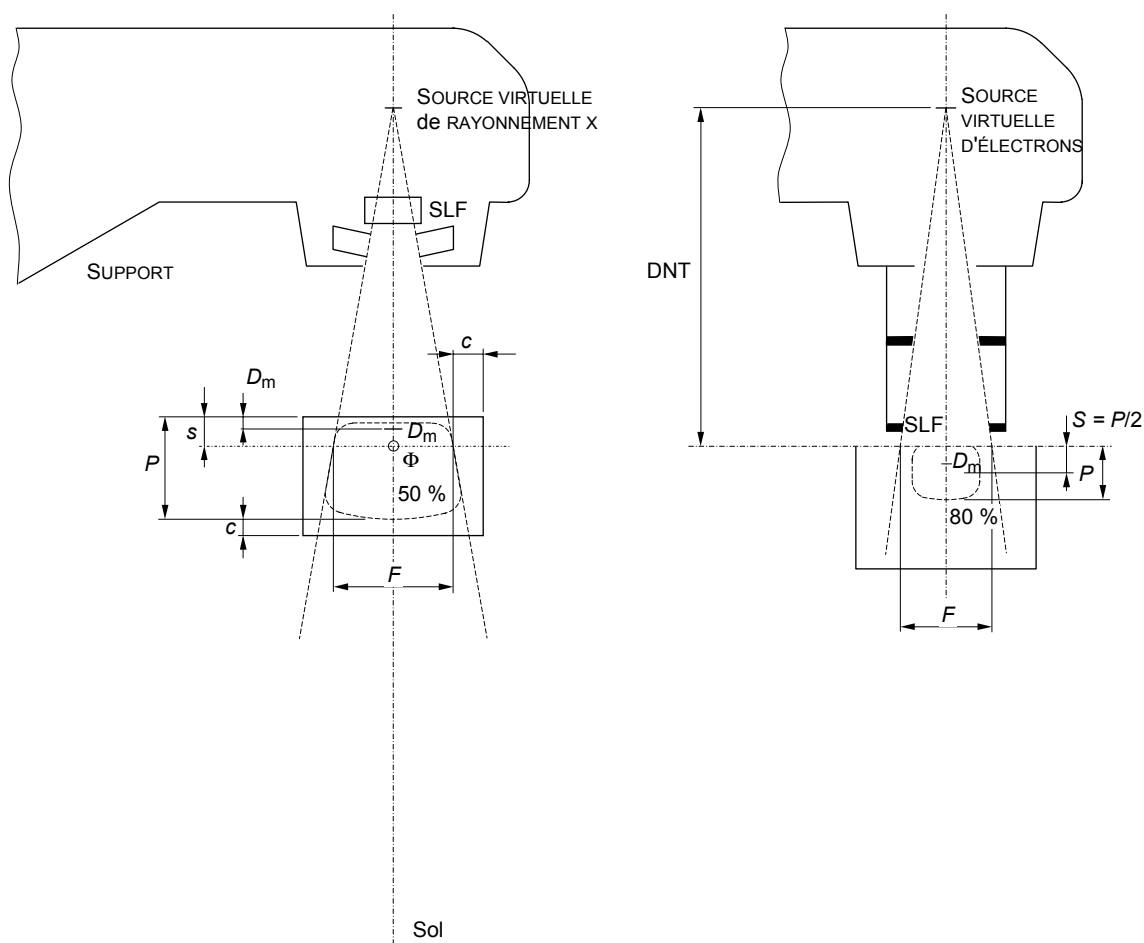 SOURCE VIRTUELLE
de RAYONNEMENT X
SLF
SUPPORT
c
Dm
s
Dm
P
Φ
50 %
c
F
Sol
SOURCE
VIRTUELLE
D'ÉLECTRONS
DNT
SLF
S = P/2
Dm
P
80 %
F